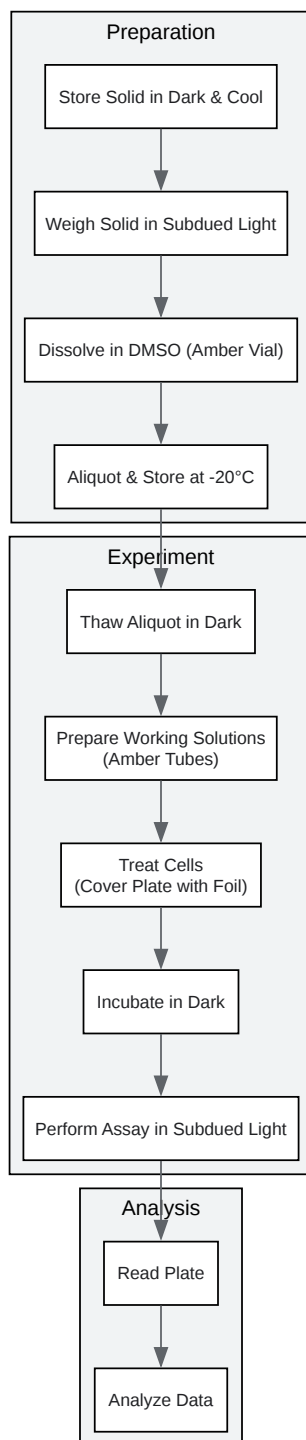 Preparation
Store Solid in Dark & Cool
Weigh Solid in Subdued Light
Dissolve in DMSO (Amber Vial)
Aliquot & Store at -20°C
Experiment
Thaw Aliquot in Dark
Prepare Working Solutions
(Amber Tubes)
Treat Cells
(Cover Plate with Foil)
Incubate in Dark
Perform Assay in Subdued Light
Analysis
Read Plate
Analyze Data